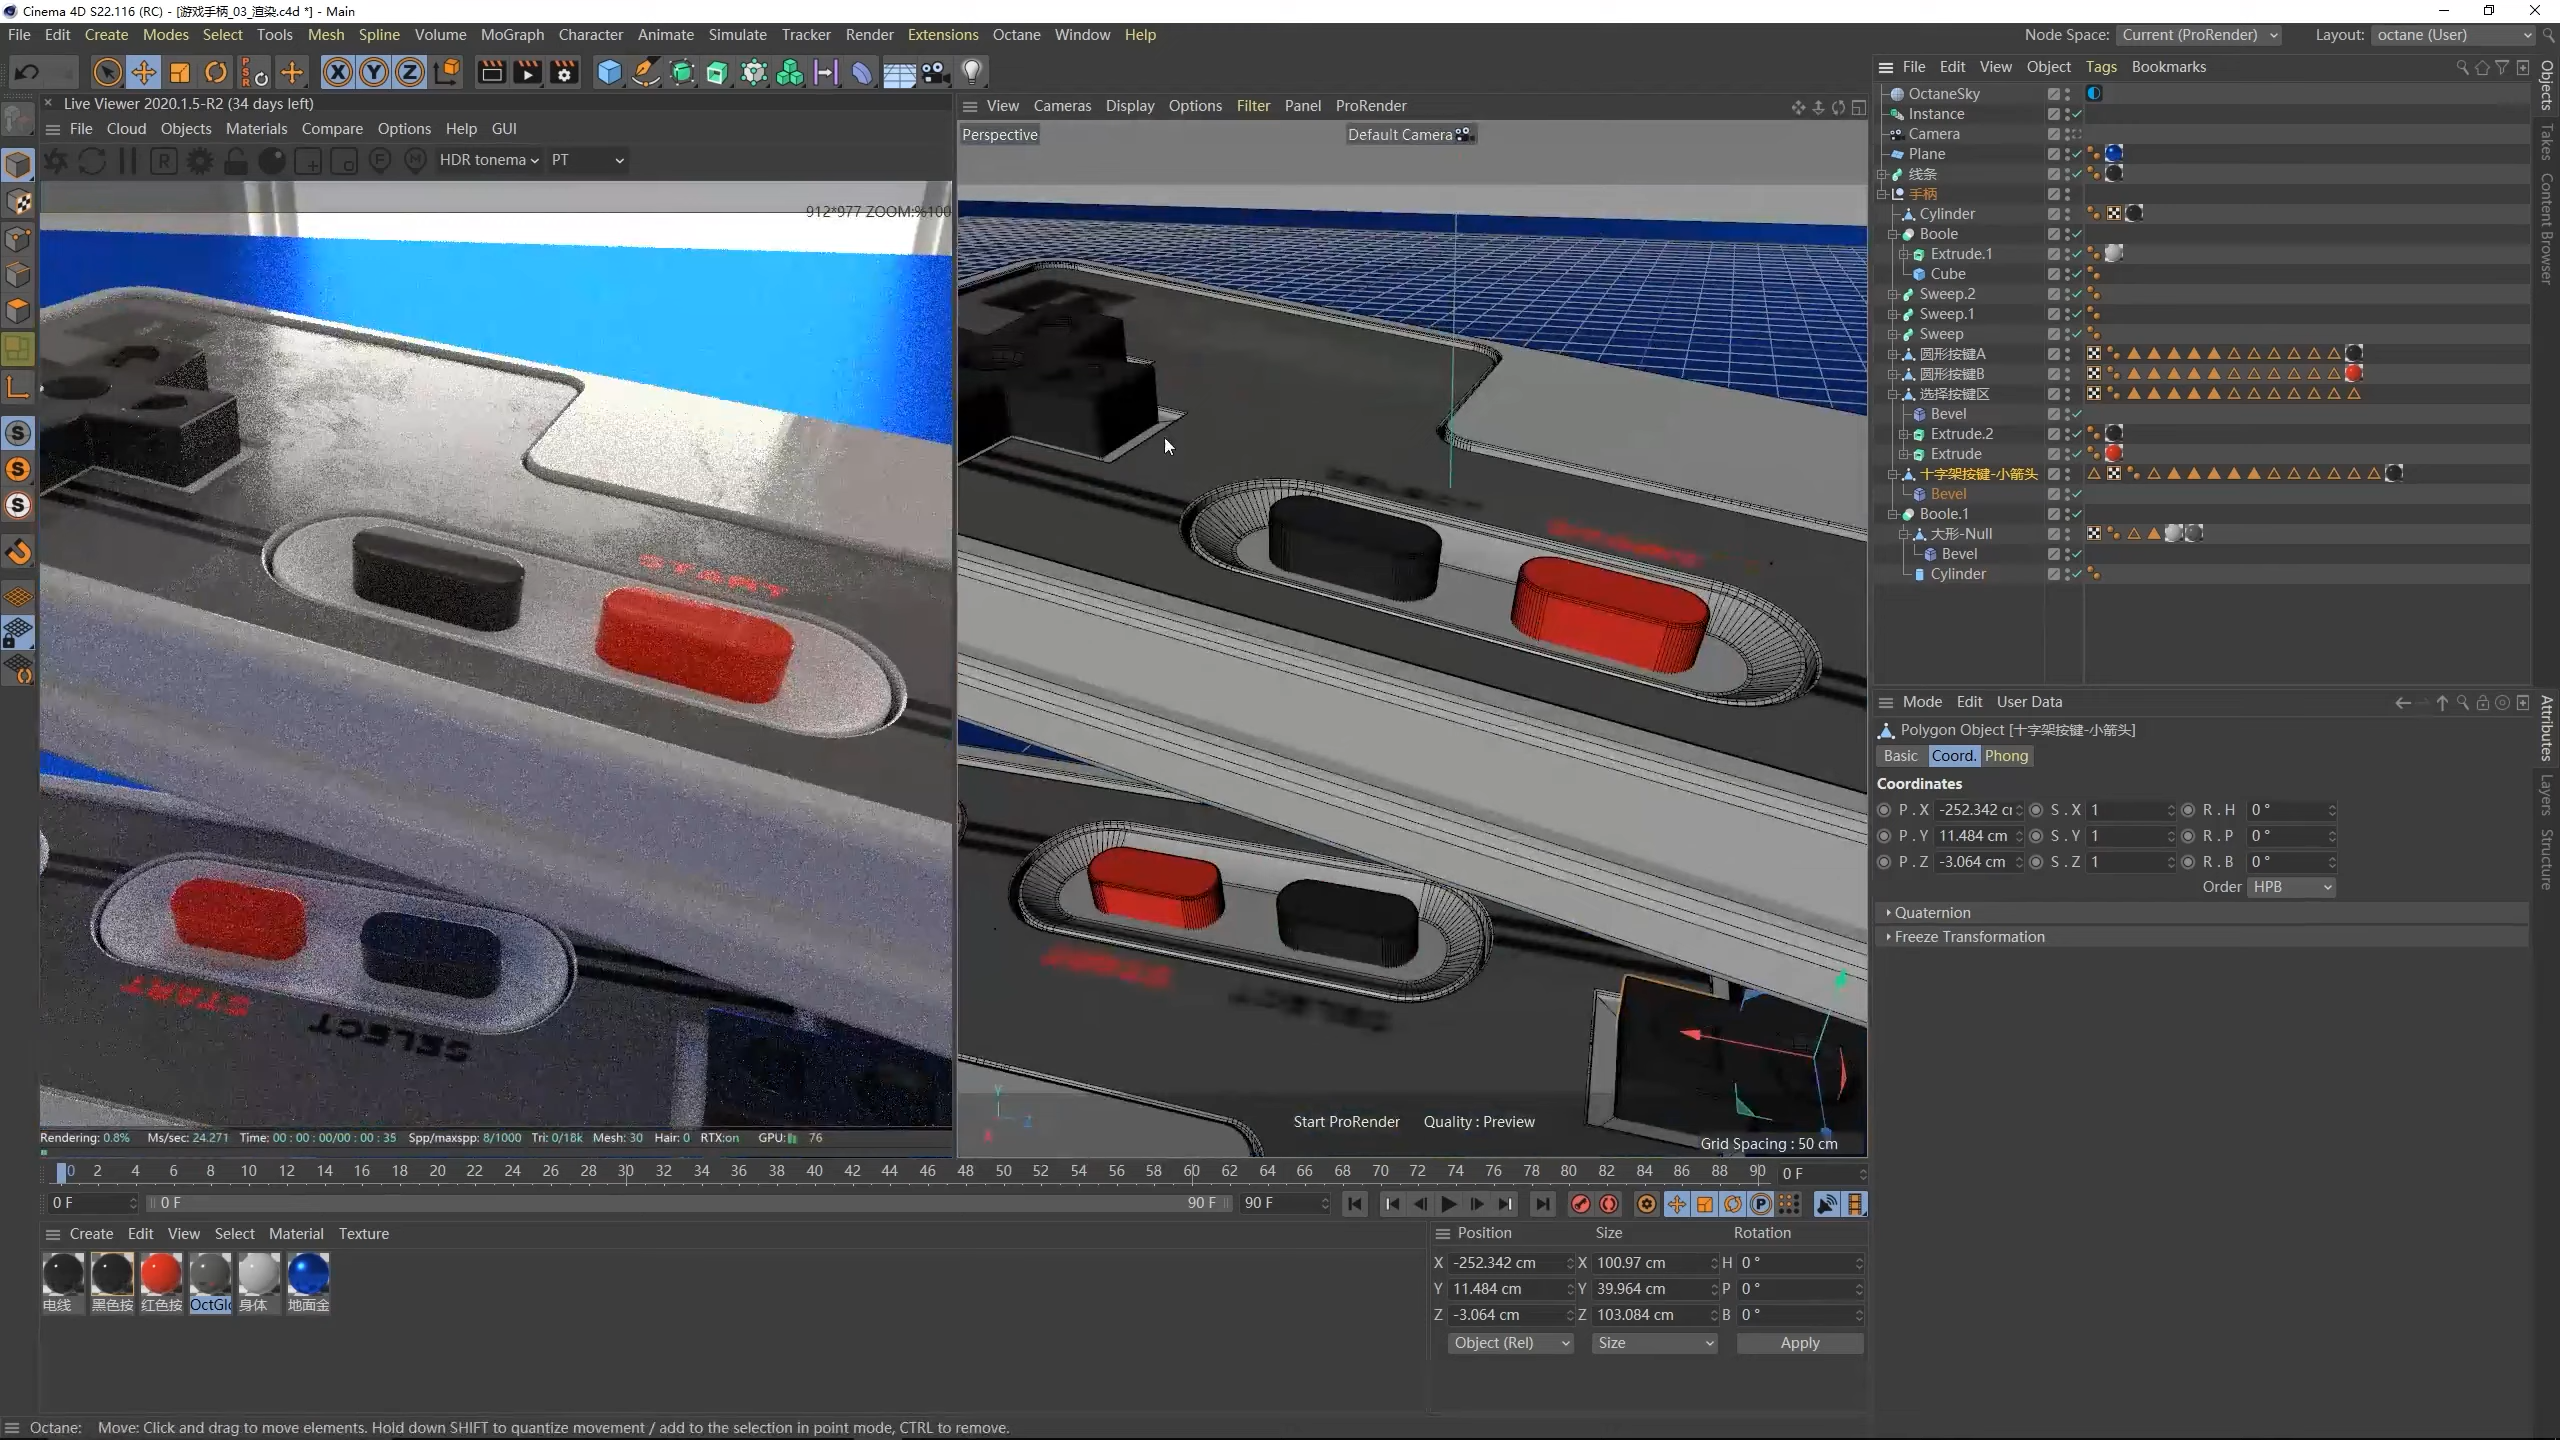 Cinema 4D S22.116 (RC) - [游戏手柄_03_渲染.c4d *] - Main
File Edit Create Modes Select Tools Mesh Spline Volume MoGraph Character Animate Simulate Tracker Render Extensions Octane Window Help
Node Space: Current (ProRender) Layout: octane (User)
PSR X Y Z
Live Viewer 2020.1.5-R2 (34 days left)
File Cloud Objects Materials Compare Options Help GUI
HDR tonema PT
912*977 ZOOM:%100
START
START
SELECT
Rendering: 0.8% Ms/sec: 24.271 Time: 00 : 00 : 00/00 : 00 : 35 Spp/maxspp: 8/1000 Tri: 0/18k Mesh: 30 Hair: 0 RTX:on GPU: 76
View Cameras Display Options Filter Panel ProRender
Perspective
Default Camera
START
Start ProRender Quality : Preview
Grid Spacing : 50 cm
File Edit View Object Tags Bookmarks
OctaneSky
Instance
Camera
Plane
线条
手柄
Cylinder
Boole
Extrude.1
Cube
Sweep.2
Sweep.1
Sweep
圆形按键A
圆形按键B
选择按键区
Bevel
Extrude.2
Extrude
十字架按键-小箭头
Bevel
Boole.1
大形-Null
Bevel
Cylinder
Objects
Takes
Content Browser
Mode Edit User Data
Polygon Object [十字架按键-小箭头]
Basic Coord. Phong
Coordinates
P . X -252.342 cr S . X 1 R . H 0 °
P . Y 11.484 cm S . Y 1 R . P 0 °
P . Z -3.064 cm S . Z 1 R . B 0 °
Order HPB
Quaternion
Freeze Transformation
Attributes
Layers
Structure
0 2 4 6 8 10 12 14 16 18 20 22 24 26 28 30 32 34 36 38 40 42 44 46 48 50 52 54 56 58 60 62 64 66 68 70 72 74 76 78 80 82 84 86 88 90 0 F
0 F 0 F 90 F 90 F
Create Edit View Select Material Texture
电线 黑色按 红色按 OctGlo 身体 地面金
Position Size Rotation
X -252.342 cm X 100.97 cm H 0 °
Y 11.484 cm Y 39.964 cm P 0 °
Z -3.064 cm Z 103.084 cm B 0 °
Object (Rel) Size Apply
Octane: Move: Click and drag to move elements. Hold down SHIFT to quantize movement / add to the selection in point mode, CTRL to remove.